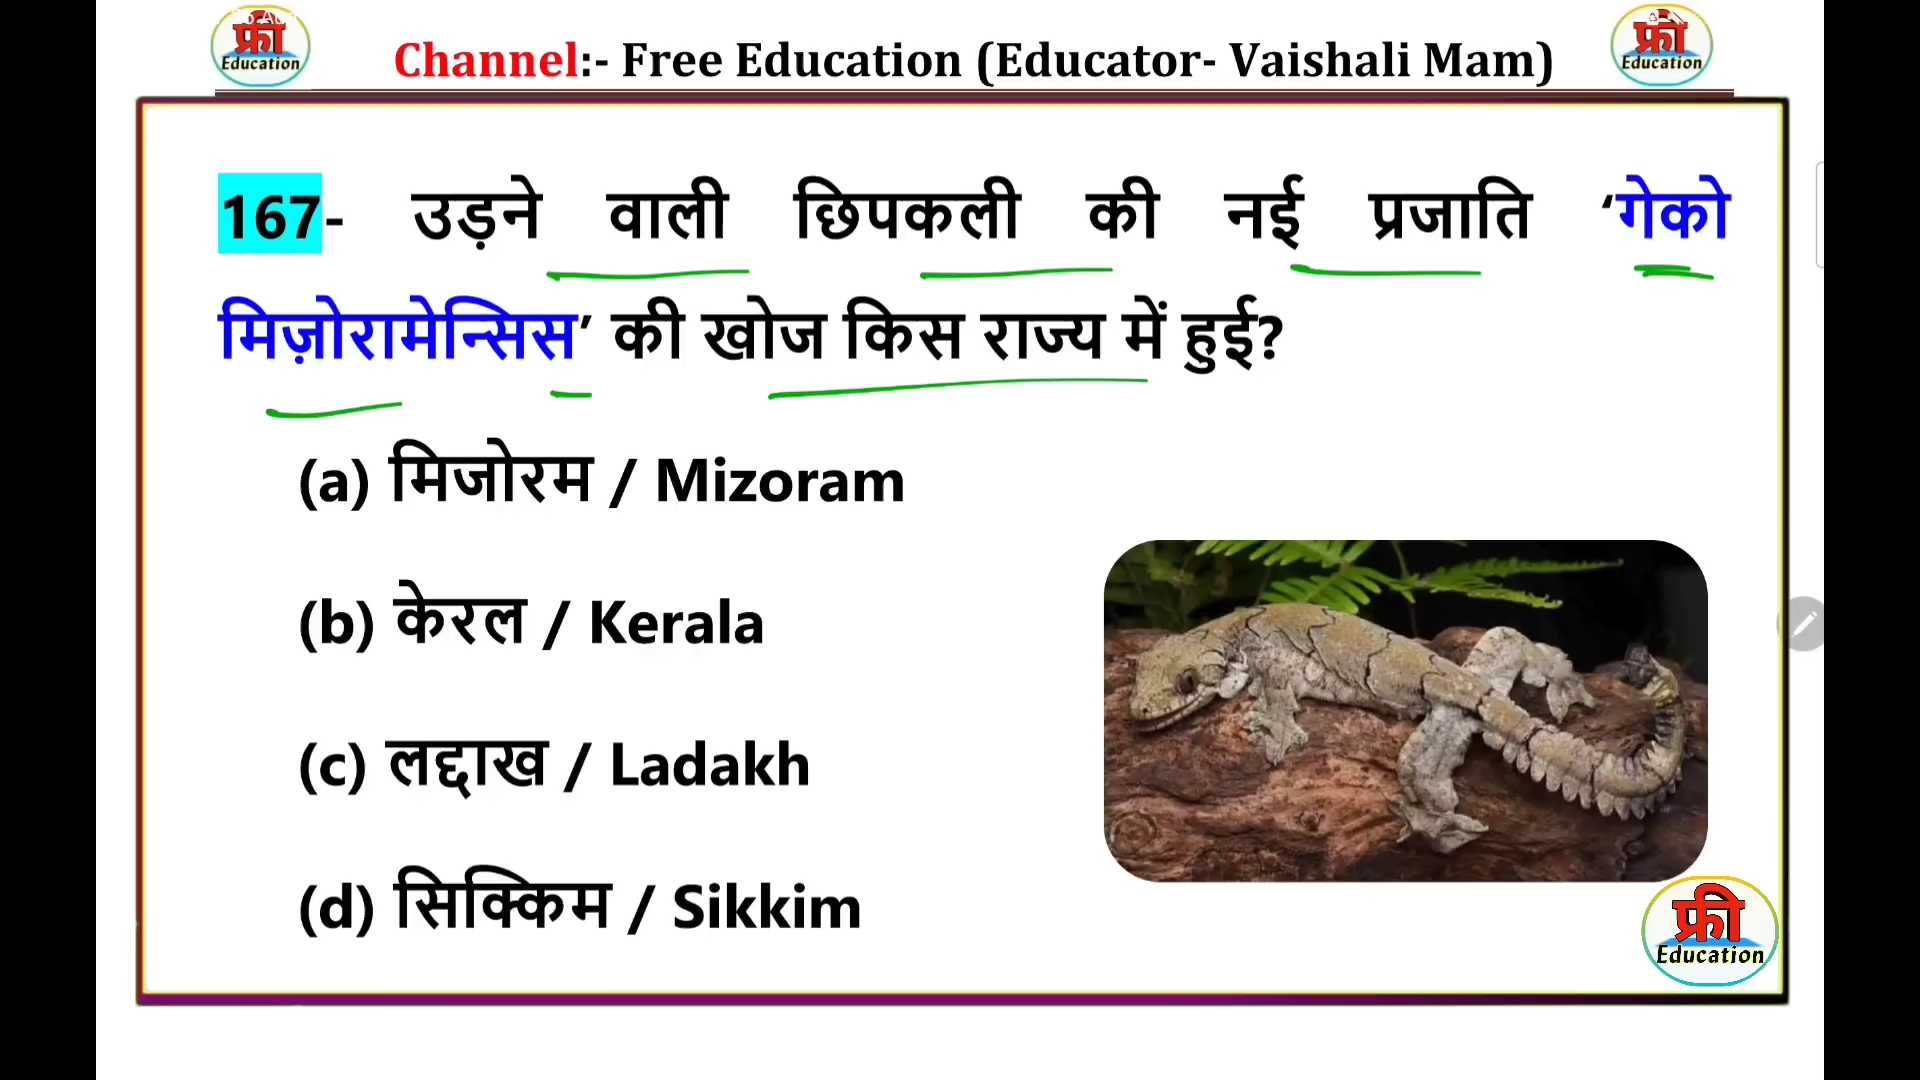 फ्री
Education
Channel:- Free Education (Educator- Vaishali Mam)
फ्री
Education
167- उड़ने वाली छिपकली की नई प्रजाति ‘गेको
मिज़ोरामेन्सिस’ की खोज किस राज्य में हुई?
(a) मिजोरम / Mizoram
(b) केरल / Kerala
(c) लद्दाख / Ladakh
(d) सिक्किम / Sikkim
फ्री
Education